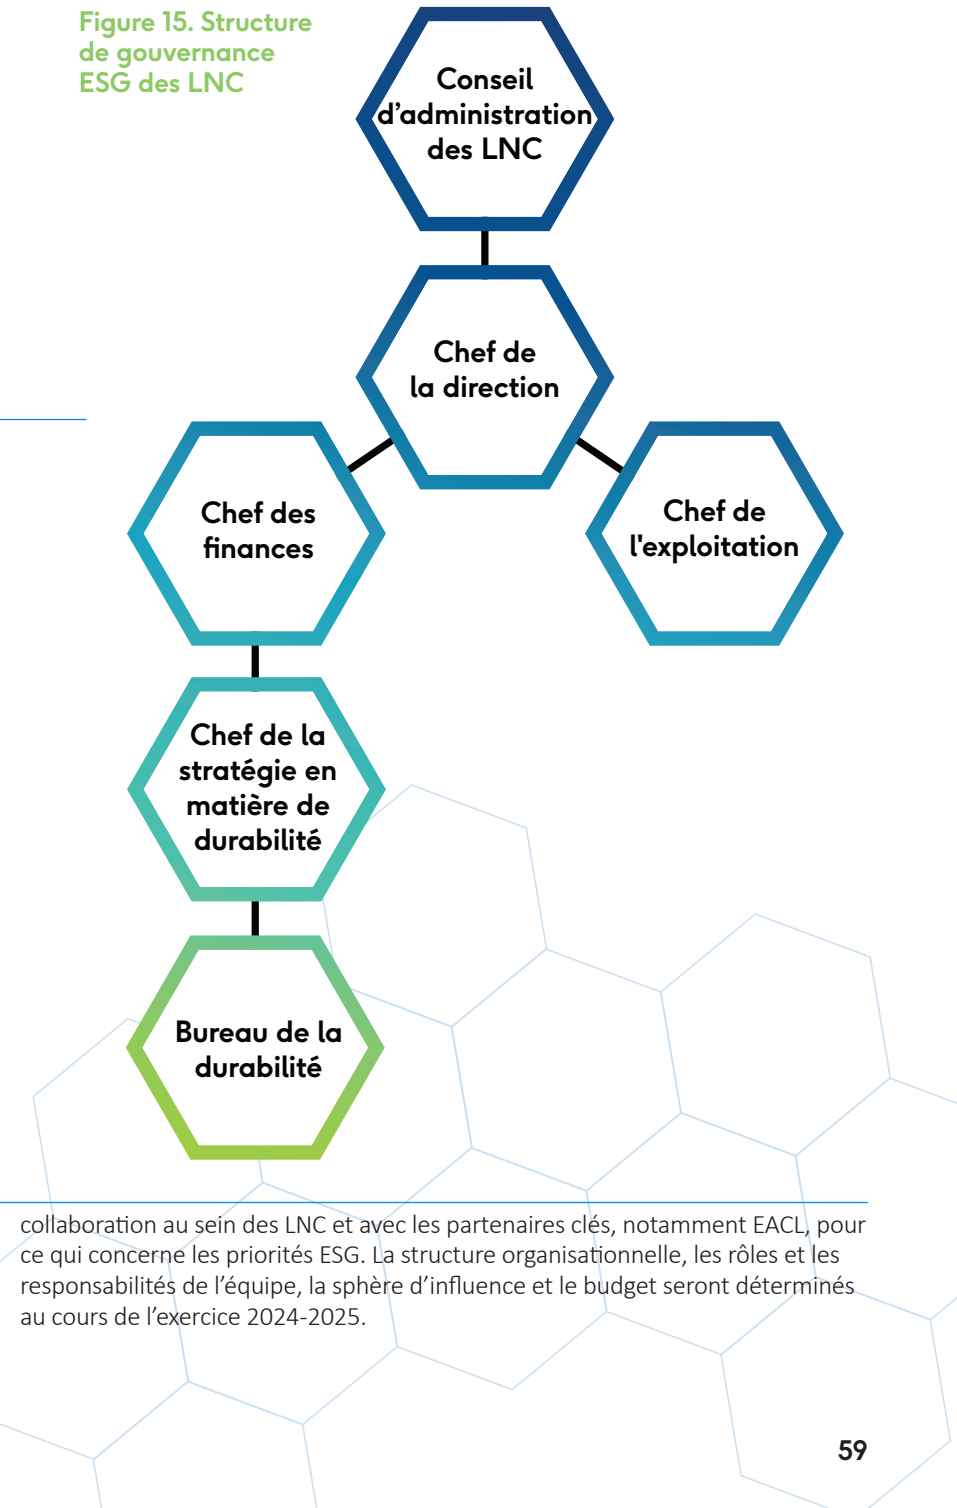 Figure 15. Structure
de gouvernance
ESG des LNC
Conseil
d’administration
des LNC
Chef de
la direction
Chef des
finances
Chef de
l'exploitation
Chef de la
stratégie en
matière de
durabilité
Bureau de la
durabilité
collaboration au sein des LNC et avec les partenaires clés, notamment EACL, pour
ce qui concerne les priorités ESG. La structure organisationnelle, les rôles et les
responsabilités de l’équipe, la sphère d’influence et le budget seront déterminés
au cours de l’exercice 2024-2025.
59